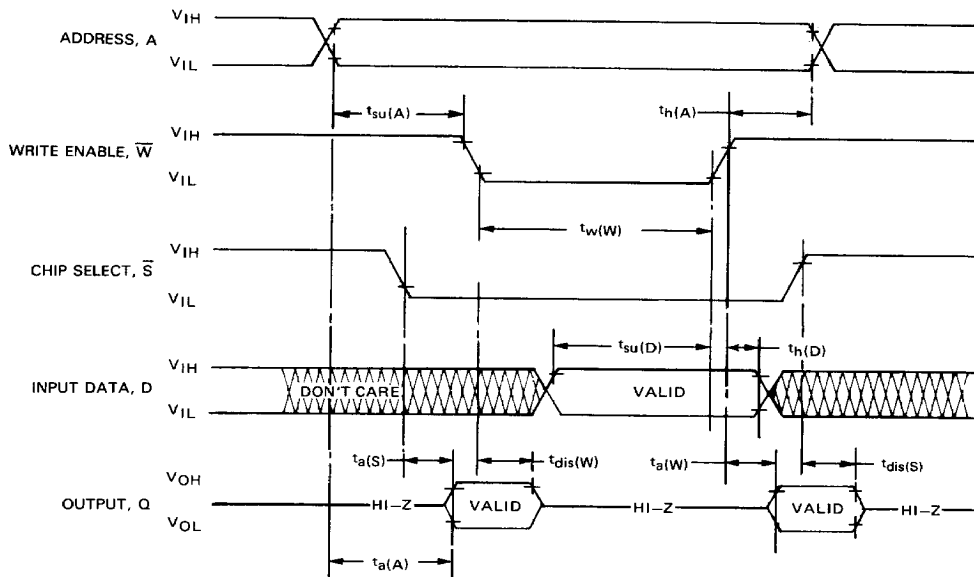 VIH
ADDRESS, A
VIL
tsu(A)
th(A)
VIH
WRITE ENABLE, W̅
VIL
tw(W)
VIH
CHIP SELECT, S̅
VIL
tsu(D)
th(D)
VIH
INPUT DATA, D
DON'T CARE
VALID
VIL
ta(S)
tdis(W)
ta(W)
tdis(S)
VOH
OUTPUT, Q
HI–Z
VALID
HI–Z
VALID
HI–Z
VOL
ta(A)